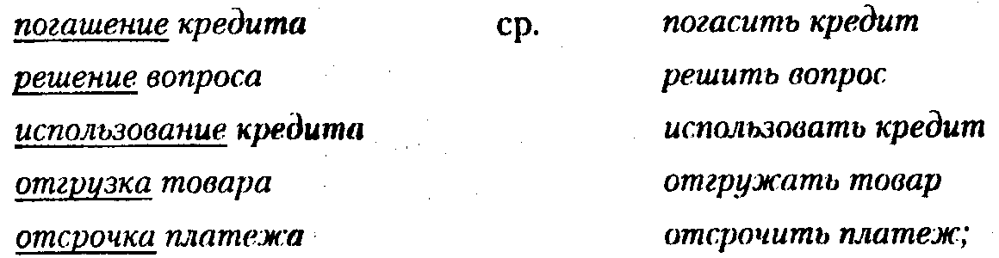 погашение кредита ср. погасить кредит
решение вопроса решить вопрос
использование кредита использовать кредит
отгрузка товара отгружать товар
отсрочка платежа отсрочить платеж;